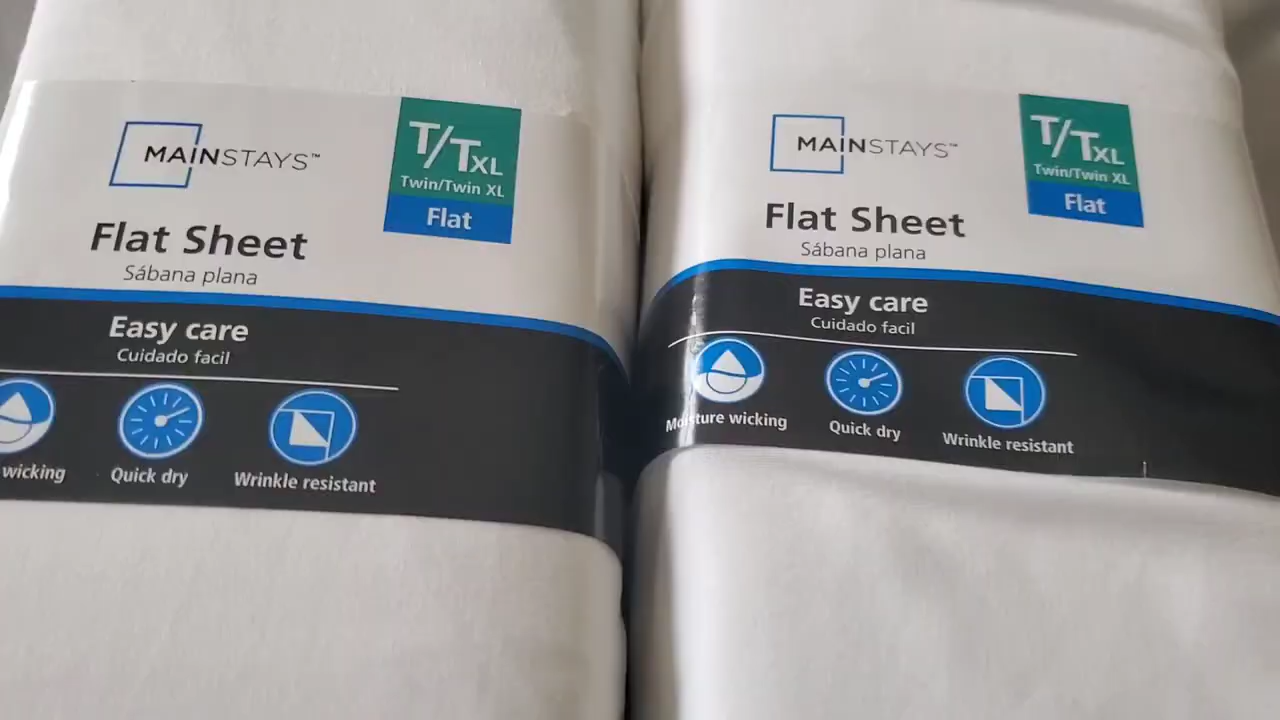 MAINSTAYS™
T/TXL
Twin/Twin XL
Flat
Flat Sheet
Sábana plana
Easy care
Cuidado facil
wicking
Quick dry
Wrinkle resistant
MAINSTAYS™
T/TXL
Twin/Twin XL
Flat
Flat Sheet
Sábana plana
Easy care
Cuidado facil
Moisture wicking
Quick dry
Wrinkle resistant